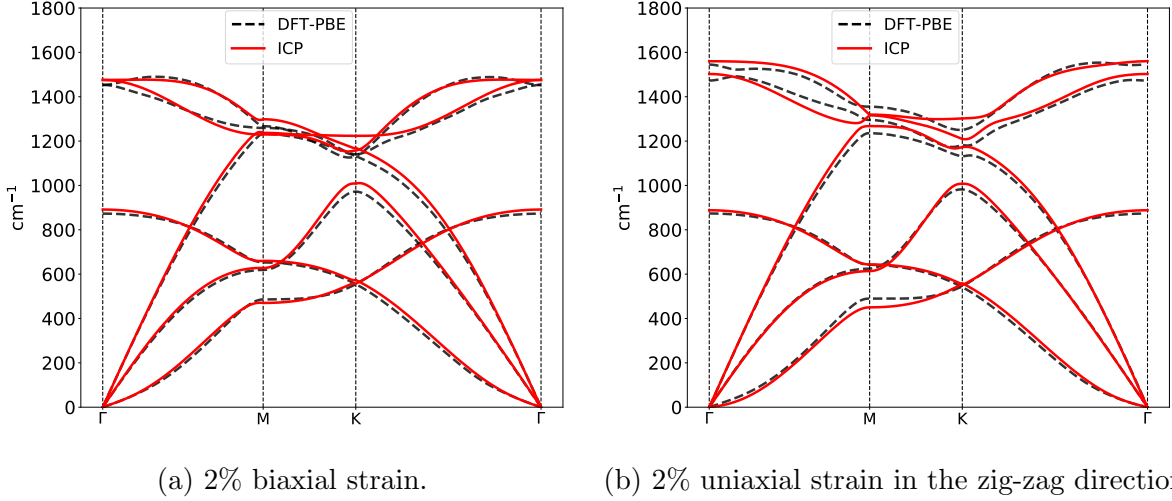 1800
1600
1400
1200
1000
800
600
400
200
0
cm⁻¹
Γ
M
K
Γ
DFT-PBE
ICP
1800
1600
1400
1200
1000
800
600
400
200
0
cm⁻¹
Γ
M
K
Γ
DFT-PBE
ICP
(a) 2% biaxial strain.
(b) 2% uniaxial strain in the zig-zag direction